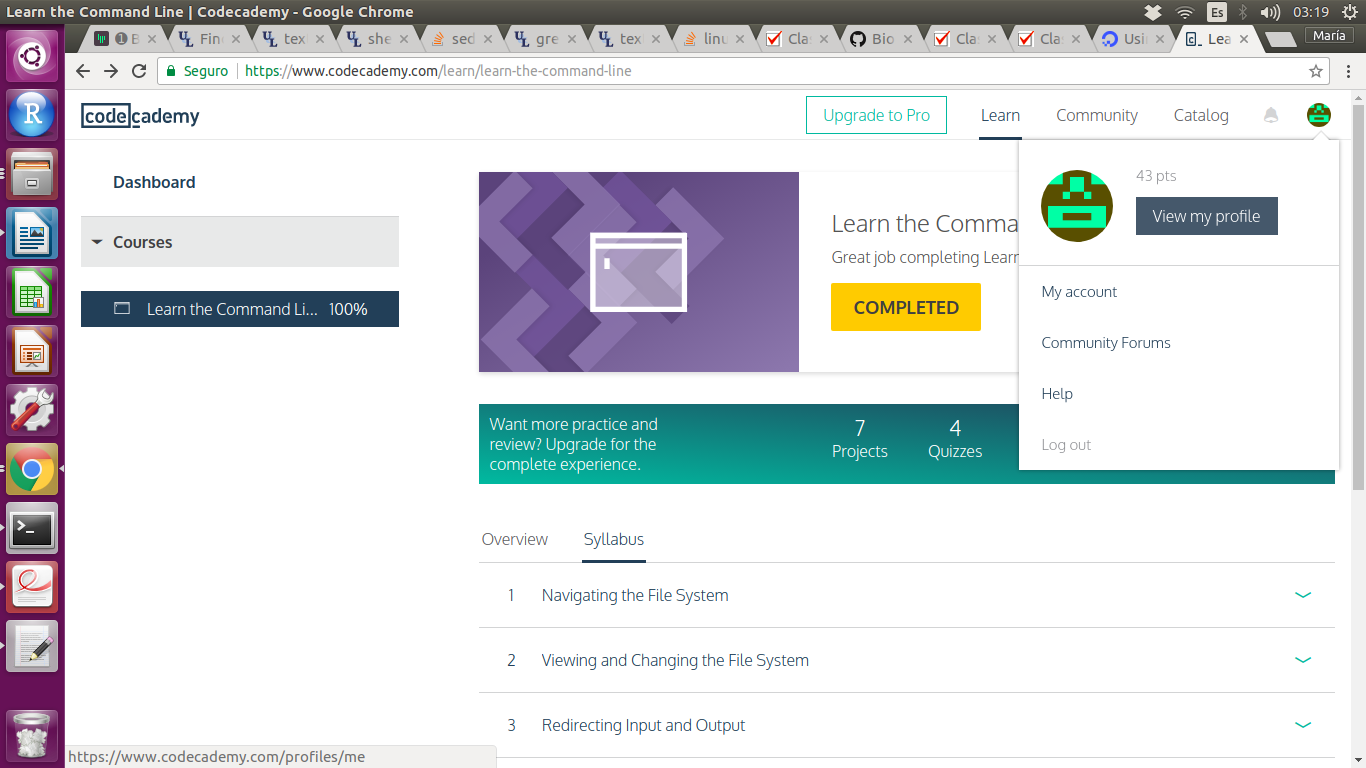 Learn the Command Line | Codecademy - Google Chrome
Es
03:19
1 B
Fin
tex
she
sed
gre
tex
linu
Cla
Bio
Cla
Cla
Usin
Lea
María
Seguro
https://www.codecademy.com/learn/learn-the-command-line
codecademy
Upgrade to Pro
Learn
Community
Catalog
43 pts
View my profile
My account
Community Forums
Help
Log out
Dashboard
Courses
Learn the Command Li... 100%
Learn the Comma
Great job completing Learn
COMPLETED
Want more practice and
review? Upgrade for the
complete experience.
7
Projects
4
Quizzes
Overview
Syllabus
1 Navigating the File System
2 Viewing and Changing the File System
3 Redirecting Input and Output
https://www.codecademy.com/profiles/me